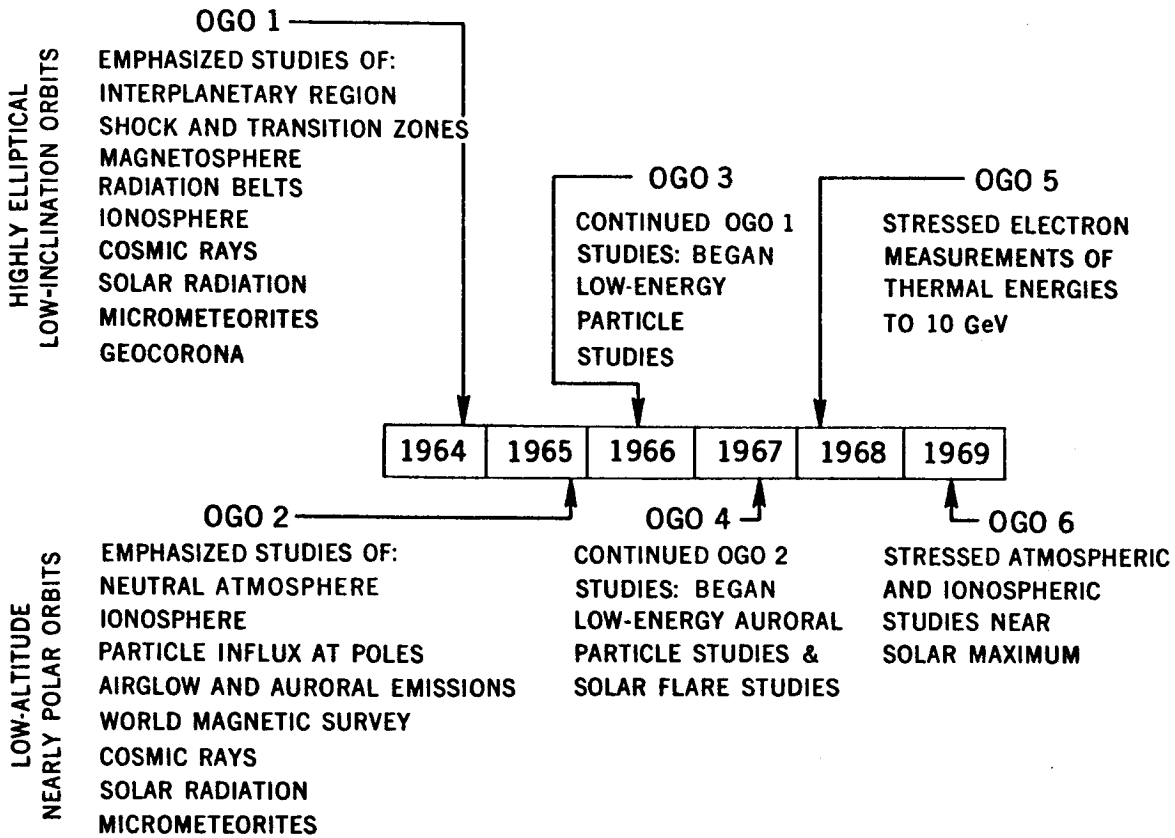 HIGHLY ELLIPTICAL
LOW-INCLINATION ORBITS
OGO 1
EMPHASIZED STUDIES OF:
INTERPLANETARY REGION
SHOCK AND TRANSITION ZONES
MAGNETOSPHERE
RADIATION BELTS
IONOSPHERE
COSMIC RAYS
SOLAR RADIATION
MICROMETEORITES
GEOCORONA
OGO 3
CONTINUED OGO 1
STUDIES: BEGAN
LOW-ENERGY
PARTICLE
STUDIES
OGO 5
STRESSED ELECTRON
MEASUREMENTS OF
THERMAL ENERGIES
TO 10 GeV
1964 1965 1966 1967 1968 1969
LOW-ALTITUDE
NEARLY POLAR ORBITS
OGO 2
EMPHASIZED STUDIES OF:
NEUTRAL ATMOSPHERE
IONOSPHERE
PARTICLE INFLUX AT POLES
AIRGLOW AND AURORAL EMISSIONS
WORLD MAGNETIC SURVEY
COSMIC RAYS
SOLAR RADIATION
MICROMETEORITES
OGO 4
CONTINUED OGO 2
STUDIES: BEGAN
LOW-ENERGY AURORAL
PARTICLE STUDIES &
SOLAR FLARE STUDIES
OGO 6
STRESSED ATMOSPHERIC
AND IONOSPHERIC
STUDIES NEAR
SOLAR MAXIMUM